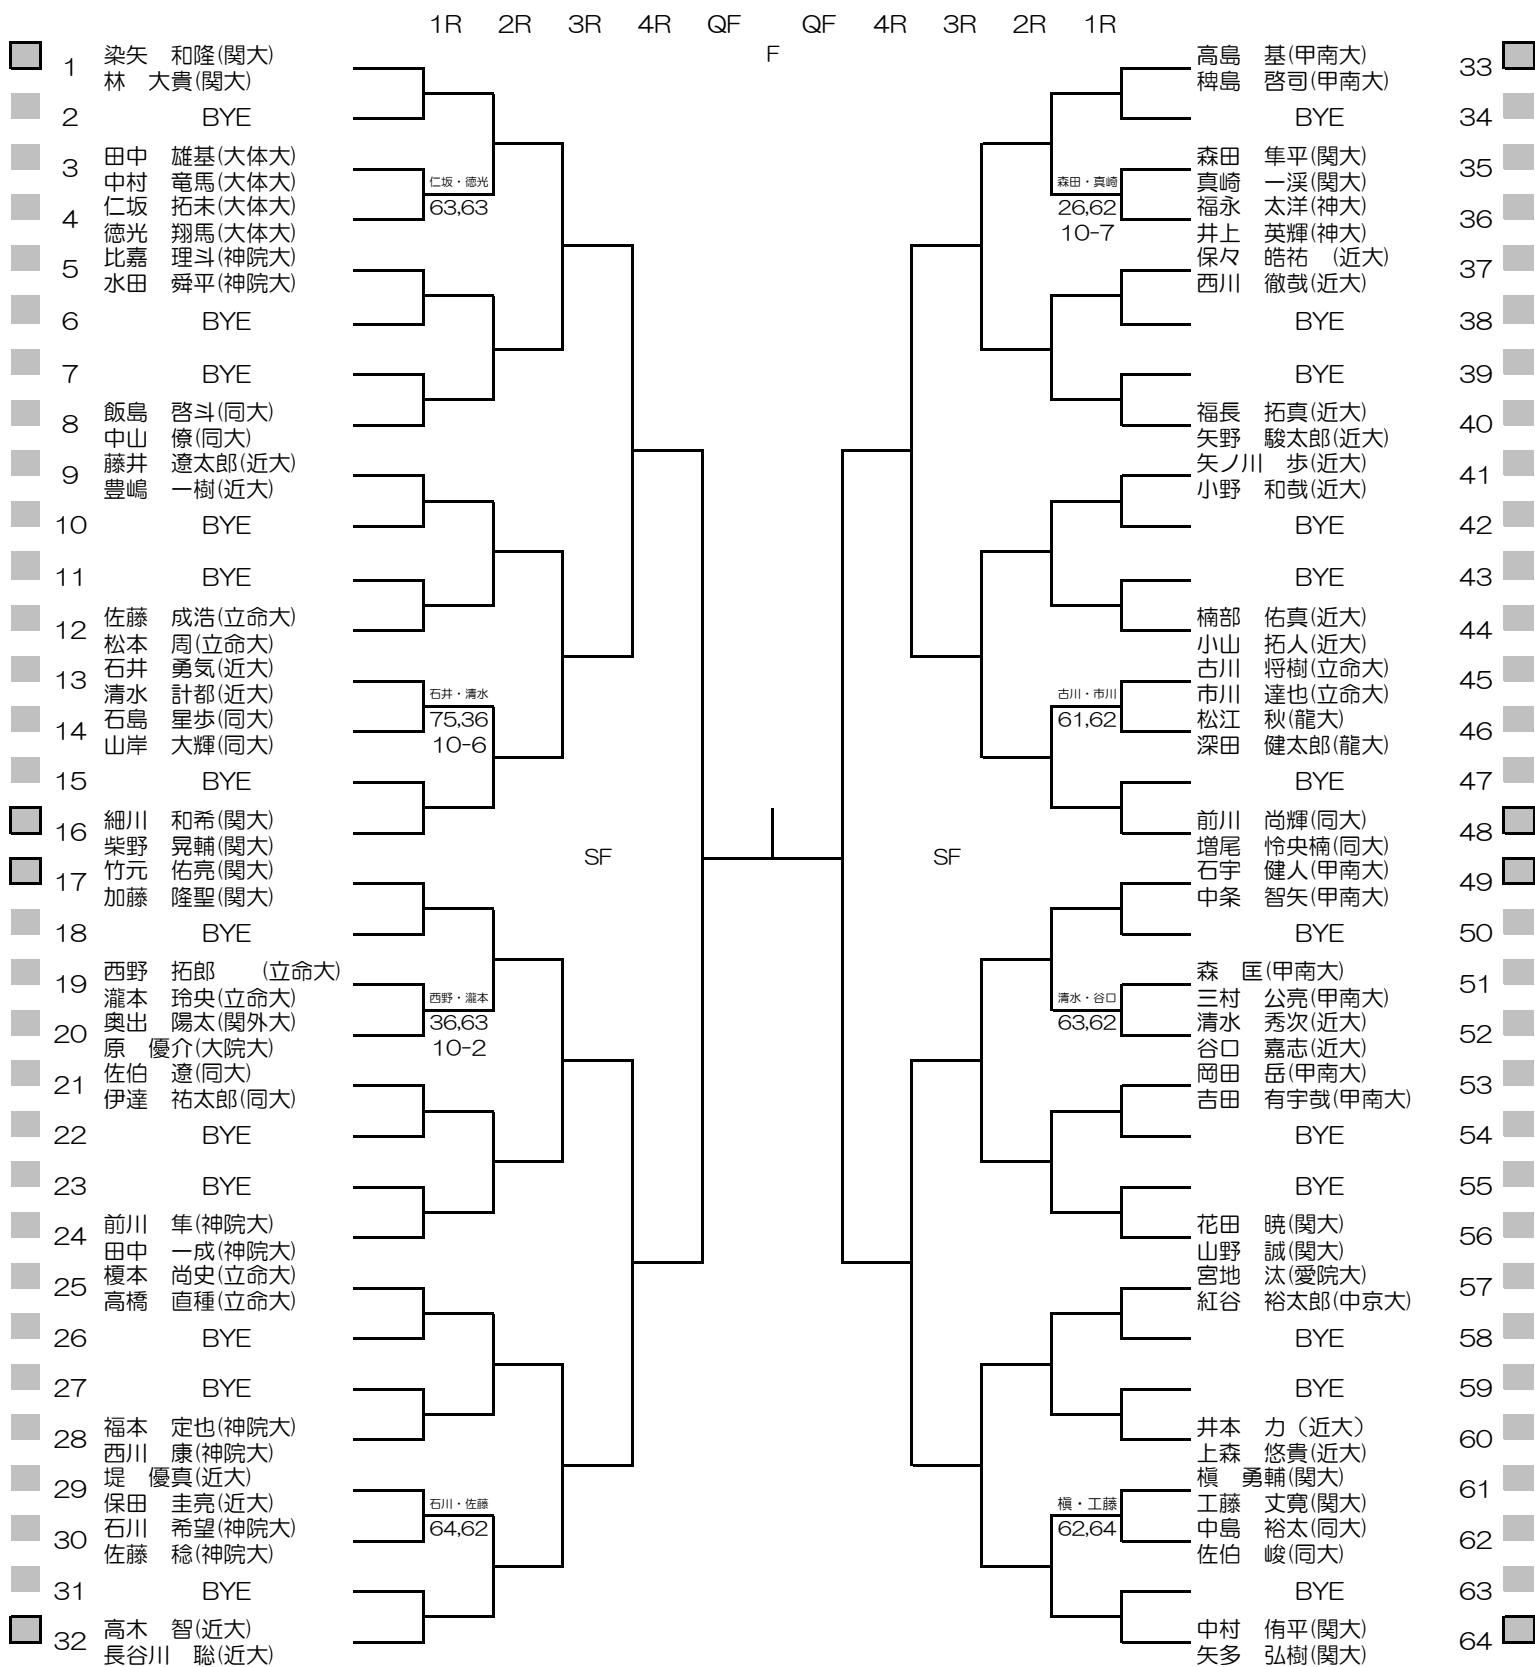 1R 2R 3R 4R QF QF 4R 3R 2R 1R
F
1 染矢 和隆(関大)
林 大貴(関大)
2 BYE
3 田中 雄基(大体大)
中村 竜馬(大体大)
仁坂・徳光
63,63
4 仁坂 拓未(大体大)
徳光 翔馬(大体大)
5 比嘉 理斗(神院大)
水田 舜平(神院大)
6 BYE
7 BYE
8 飯島 啓斗(同大)
中山 僚(同大)
9 藤井 遼太郎(近大)
豊嶋 一樹(近大)
10 BYE
11 BYE
12 佐藤 成浩(立命大)
松本 周(立命大)
13 石井 勇気(近大)
清水 計都(近大)
石井・清水
75,36
10-6
14 石島 星歩(同大)
山岸 大輝(同大)
15 BYE
16 細川 和希(関大)
柴野 晃輔(関大)
SF
17 竹元 佑亮(関大)
加藤 隆聖(関大)
18 BYE
19 西野 拓郎 (立命大)
瀧本 玲央(立命大)
西野・瀧本
36,63
10-2
20 奥出 陽太(関外大)
原 優介(大院大)
21 佐伯 遼(同大)
伊達 祐太郎(同大)
22 BYE
23 BYE
24 前川 隼(神院大)
田中 一成(神院大)
25 榎本 尚史(立命大)
高橋 直種(立命大)
26 BYE
27 BYE
28 福本 定也(神院大)
西川 康(神院大)
29 堤 優真(近大)
保田 圭亮(近大)
石川・佐藤
64,62
30 石川 希望(神院大)
佐藤 稔(神院大)
31 BYE
32 高木 智(近大)
長谷川 聡(近大)
高島 基(甲南大) 33
稗島 啓司(甲南大)
BYE 34
森田 隼平(関大) 35
真崎 一渓(関大)
森田・真崎
26,62
10-7
福永 太洋(神大) 36
井上 英輝(神大)
保々 皓祐 (近大) 37
西川 徹哉(近大)
BYE 38
BYE 39
福長 拓真(近大) 40
矢野 駿太郎(近大)
矢ノ川 歩(近大) 41
小野 和哉(近大)
BYE 42
BYE 43
楠部 佑真(近大) 44
小山 拓人(近大)
古川 将樹(立命大) 45
市川 達也(立命大)
古川・市川
61,62
松江 秋(龍大) 46
深田 健太郎(龍大)
BYE 47
前川 尚輝(同大) 48
増尾 怜央楠(同大)
SF
石宇 健人(甲南大) 49
中条 智矢(甲南大)
BYE 50
森 匡(甲南大) 51
三村 公亮(甲南大)
清水・谷口
63,62
清水 秀次(近大) 52
谷口 嘉志(近大)
岡田 岳(甲南大) 53
吉田 有宇哉(甲南大)
BYE 54
BYE 55
花田 暁(関大) 56
山野 誠(関大)
宮地 汰(愛院大) 57
紅谷 裕太郎(中京大)
BYE 58
BYE 59
井本 力（近大） 60
上森 悠貴(近大)
槇 勇輔(関大) 61
工藤 丈寛(関大)
槇・工藤
62,64
中島 裕太(同大) 62
佐伯 峻(同大)
BYE 63
中村 侑平(関大) 64
矢多 弘樹(関大)